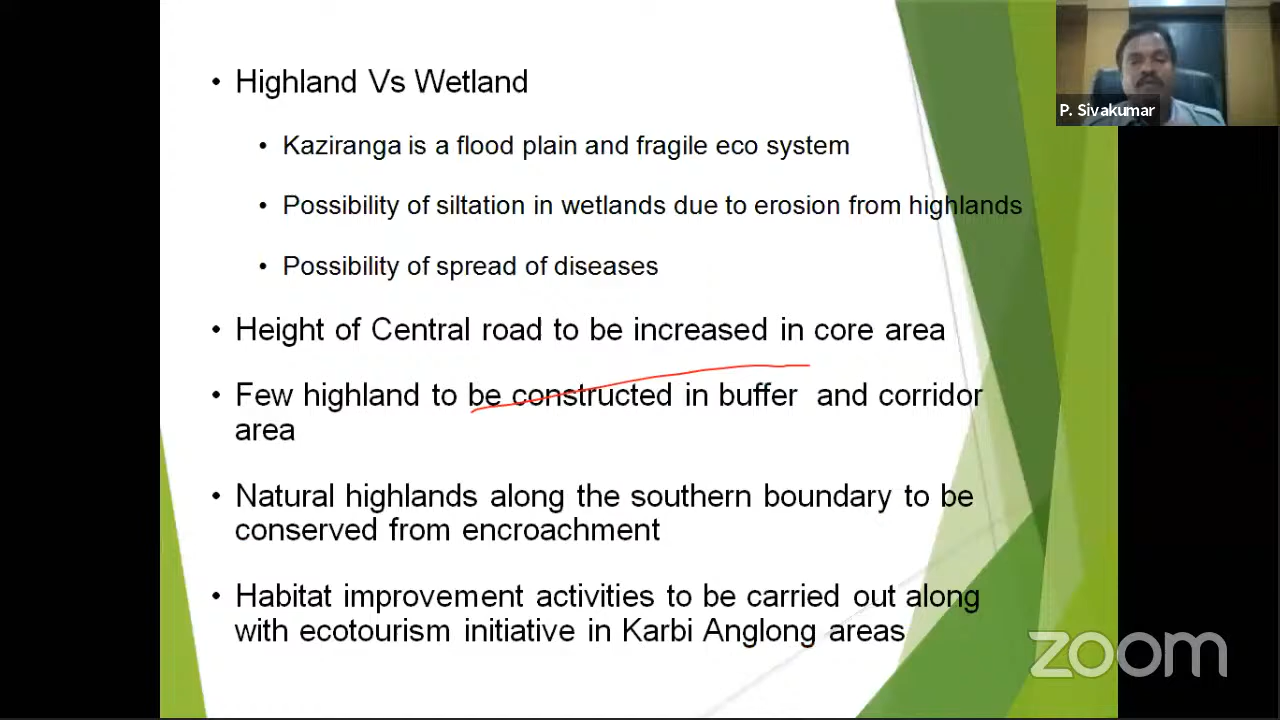 • Highland Vs Wetland
P. Sivakumar
• Kaziranga is a flood plain and fragile eco system
• Possibility of siltation in wetlands due to erosion from highlands
• Possibility of spread of diseases
• Height of Central road to be increased in core area
• Few highland to be constructed in buffer and corridor
area
• Natural highlands along the southern boundary to be
conserved from encroachment
• Habitat improvement activities to be carried out along
with ecotourism initiative in Karbi Anglong areas
zoom